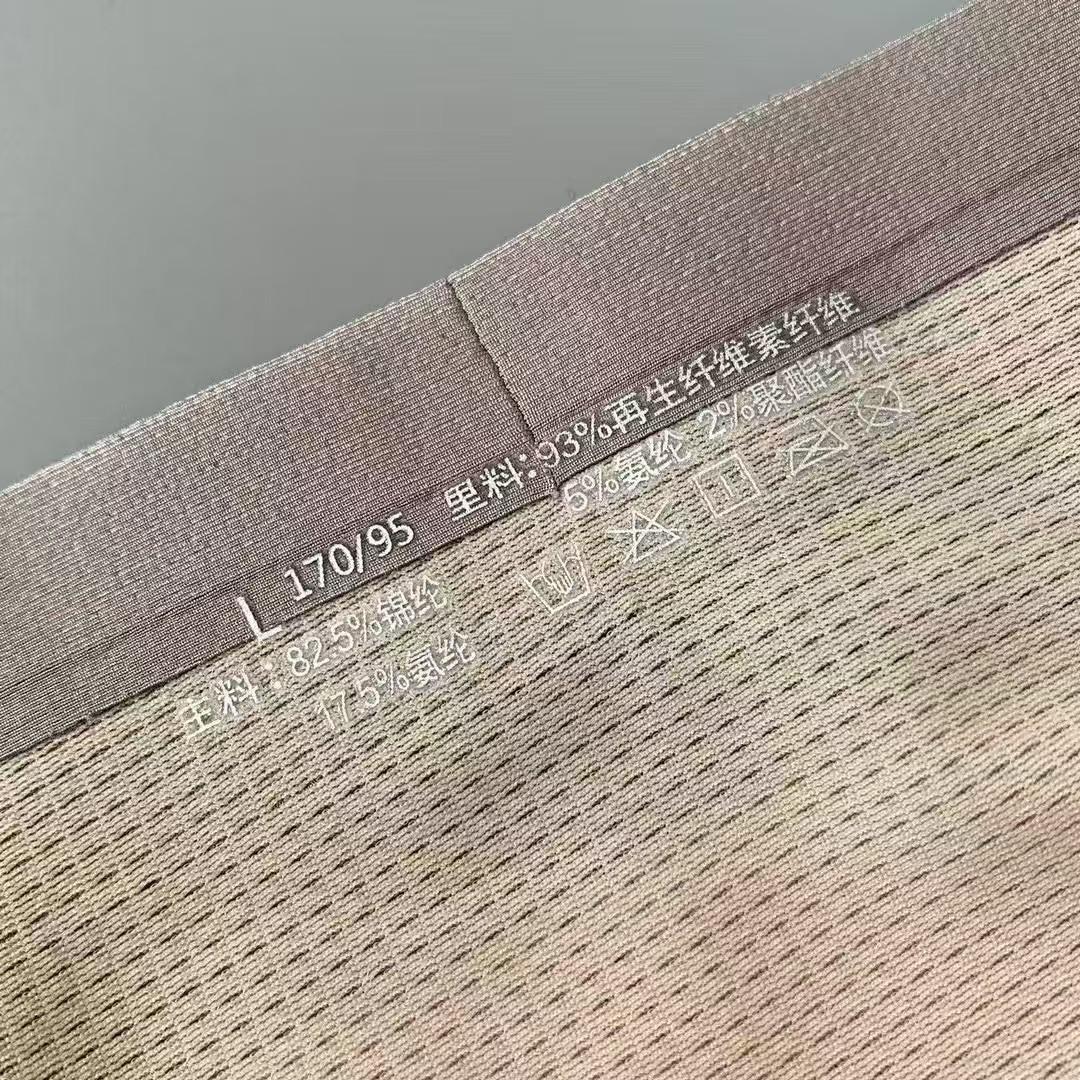 L 170/95
主料:82.5%锦纶
17.5%氨纶
里料:93%再生纤维素纤维
5%氨纶 2%聚酯纤维